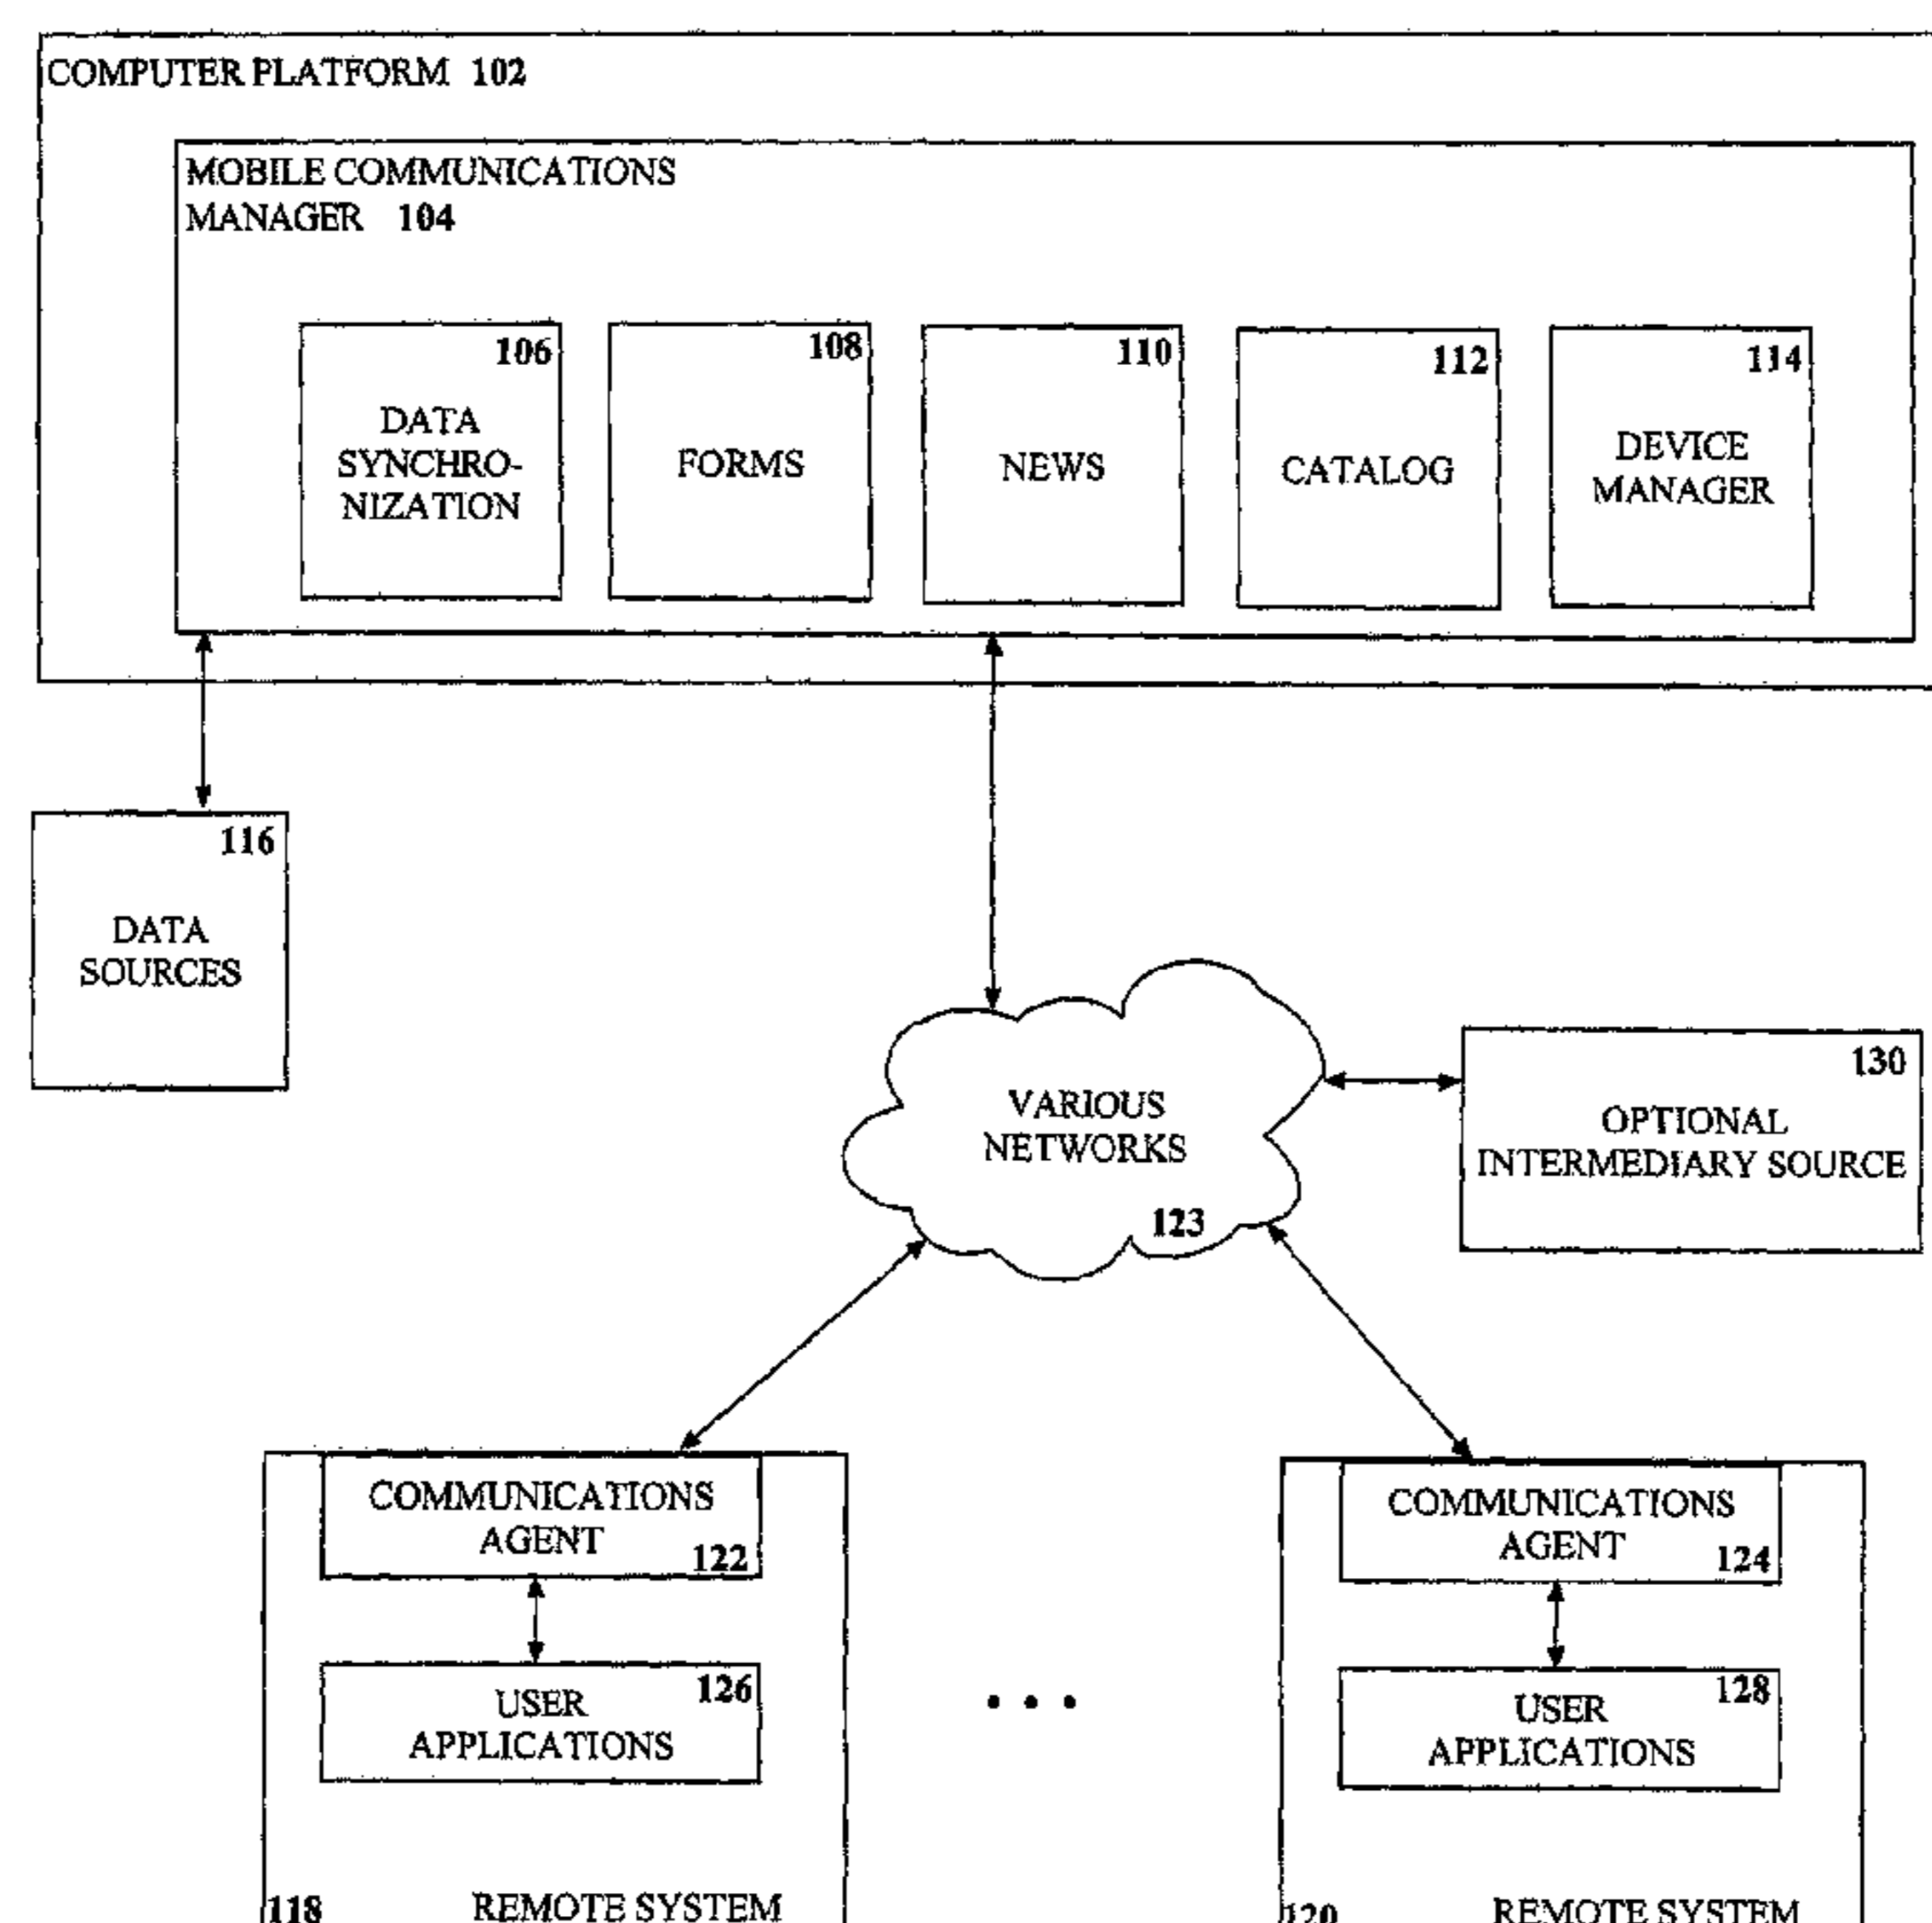 COMPUTER PLATFORM 102
MOBILE COMMUNICATIONS
MANAGER 104
106
DATA
SYNCHRO-
NIZATION
108
FORMS
110
NEWS
112
CATALOG
114
DEVICE
MANAGER
116
DATA
SOURCES
VARIOUS
NETWORKS
123
130
OPTIONAL
INTERMEDIARY SOURCE
COMMUNICATIONS
AGENT
122
126
USER
APPLICATIONS
118 REMOTE SYSTEM
• • •
COMMUNICATIONS
AGENT
124
128
USER
APPLICATIONS
120 REMOTE SYSTEM